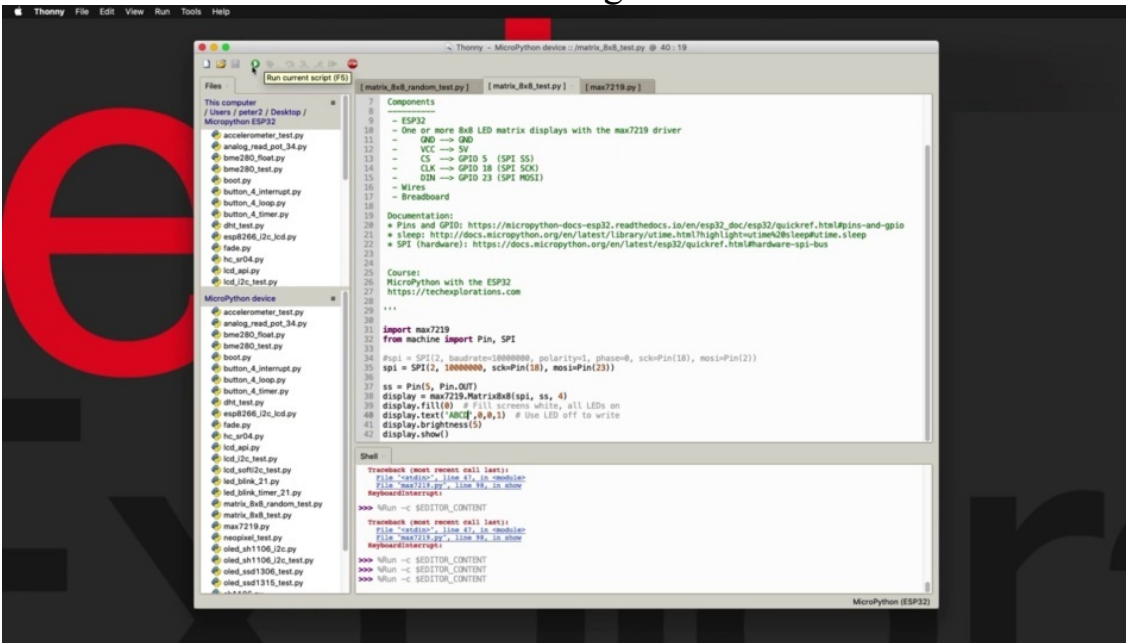 Thonny File Edit View Run Tools Help
Thonny - MicroPython device :: /matrix_8x8_test.py @ 40 : 19
Run current script (F5)
Files
This computer
/ Users / peter2 / Desktop /
Micropython ESP32
accelerometer_test.py
analog_read_pot_34.py
bme280_float.py
bme280_test.py
boot.py
button_4_interrupt.py
button_4_loop.py
button_4_timer.py
dht_test.py
esp8266_i2c_lcd.py
fade.py
hc_sr04.py
lcd_api.py
lcd_i2c_test.py
MicroPython device
accelerometer_test.py
analog_read_pot_34.py
bme280_float.py
bme280_test.py
boot.py
button_4_interrupt.py
button_4_loop.py
button_4_timer.py
dht_test.py
esp8266_i2c_lcd.py
fade.py
hc_sr04.py
lcd_api.py
lcd_i2c_test.py
lcd_softi2c_test.py
led_blink_21.py
led_blink_timer_21.py
matrix_8x8_random_test.py
matrix_8x8_test.py
max7219.py
neopixel_test.py
oled_sh1106_i2c.py
oled_sh1106_i2c_test.py
oled_ssd1306_test.py
oled_ssd1315_test.py
[ matrix_8x8_random_test.py ] [ matrix_8x8_test.py ] [ max7219.py ]
7 Components
8 ----------
9 - ESP32
10 - One or more 8x8 LED matrix displays with the max7219 driver
11 - GND --> GND
12 - VCC --> 5V
13 - CS --> GPIO 5 (SPI SS)
14 - CLK --> GPIO 18 (SPI SCK)
15 - DIN --> GPIO 23 (SPI MOSI)
16 - Wires
17 - Breadboard
18
19 Documentation:
20 * Pins and GPIO: https://micropython-docs-esp32.readthedocs.io/en/esp32_doc/esp32/quickref.html#pins-and-gpio
21 * sleep: http://docs.micropython.org/en/latest/library/utime.html?highlight=utime%20sleep#utime.sleep
22 * SPI (hardware): https://docs.micropython.org/en/latest/esp32/quickref.html#hardware-spi-bus
23
24
25 Course:
26 MicroPython with the ESP32
27 https://techexplorations.com
28
29 '''
30
31 import max7219
32 from machine import Pin, SPI
33
34 #spi = SPI(2, baudrate=10000000, polarity=1, phase=0, sck=Pin(18), mosi=Pin(2))
35 spi = SPI(2, 10000000, sck=Pin(18), mosi=Pin(23))
36
37 ss = Pin(5, Pin.OUT)
38 display = max7219.Matrix8x8(spi, ss, 4)
39 display.fill(0) # Fill screens white, all LEDs on
40 display.text('ABCD',0,0,1) # Use LED off to write
41 display.brightness(5)
42 display.show()
Shell
Traceback (most recent call last):
File "<stdin>", line 47, in <module>
File "max7219.py", line 98, in show
KeyboardInterrupt:
>>> %Run -c $EDITOR_CONTENT
Traceback (most recent call last):
File "<stdin>", line 47, in <module>
File "max7219.py", line 98, in show
KeyboardInterrupt:
>>> %Run -c $EDITOR_CONTENT
>>> %Run -c $EDITOR_CONTENT
>>> %Run -c $EDITOR_CONTENT
MicroPython (ESP32)